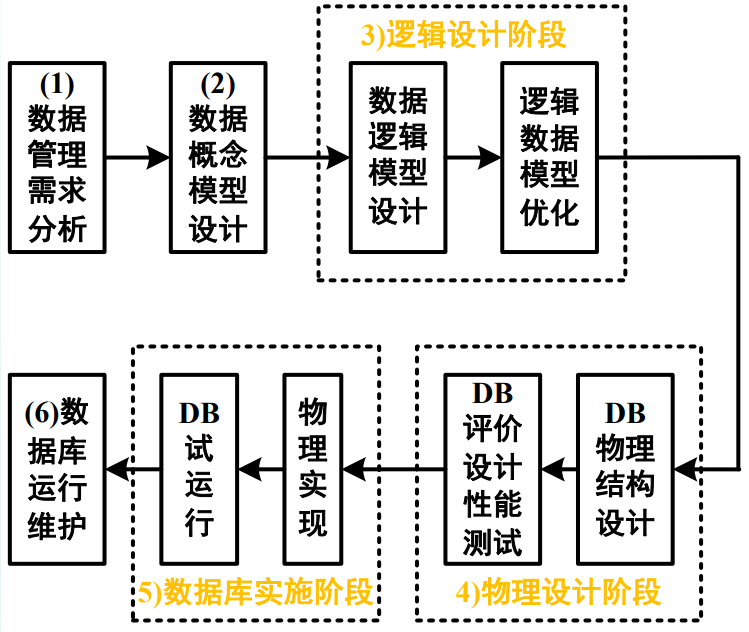 3)逻辑设计阶段
(1)
数据
管理
需求
分析
(2)
数据
概念
模型
设计
数据
逻辑
模型
设计
逻辑
数据
模型
优化
(6)数
据库
运行
维护
DB
试
运
行
物
理
实
现
DB
评价
设计
性能
测试
DB
物理
结构
设计
5)数据库实施阶段
4)物理设计阶段